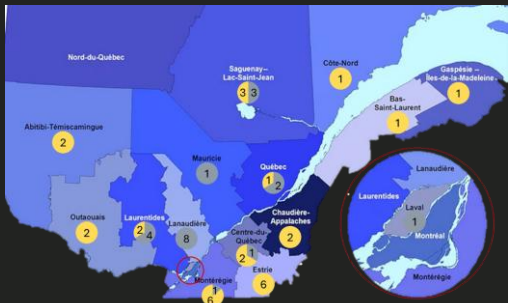 Nord-du-Québec
Saguenay--
Lac-Saint-Jean
3 3
Côte-Nord
1
Gaspésie --
Îles-de-la-Madeleine
1
Bas-
Saint-Laurent
1
Abitibi-Témiscamingue
2
Mauricie
1
Québec
1 2
Outaouais
2
Laurentides
2 4
Lanaudière
8
Centre-du-
Québec
2 1
Chaudière-
Appalaches
2
Montérégie
1
6
Estrie
6
Lanaudière
Laurentides
Laval
1
Montréal
Montérégie